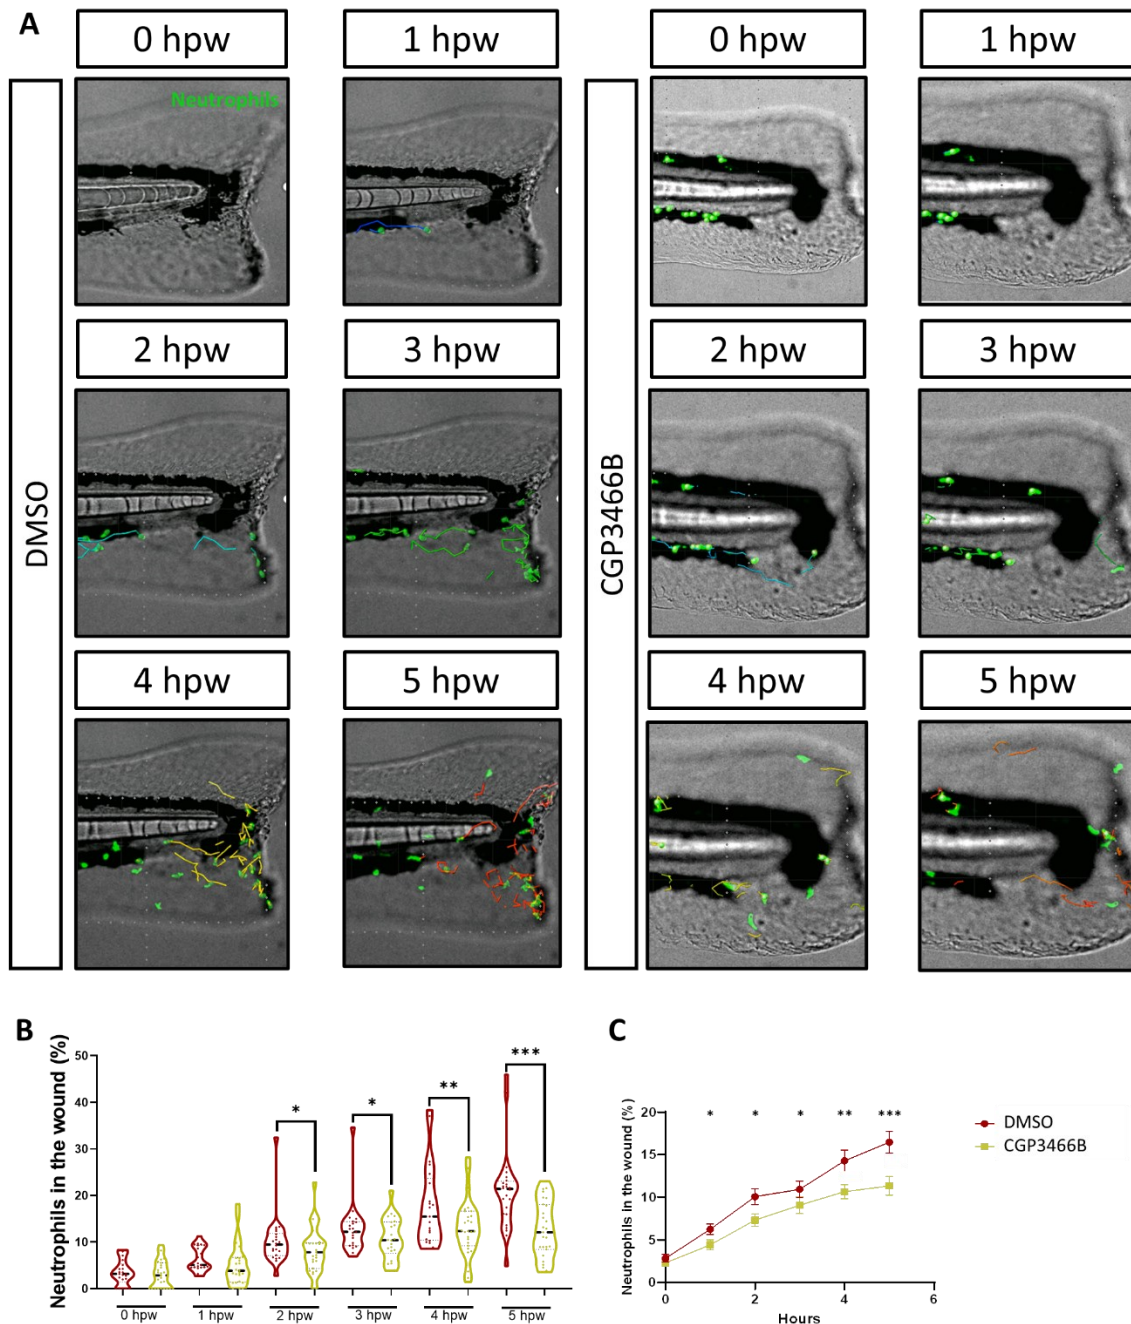 A
0 hpw
1 hpw
0 hpw
1 hpw
Neutrophils
DMSO
CGP3466B
2 hpw
3 hpw
2 hpw
3 hpw
4 hpw
5 hpw
4 hpw
5 hpw
B
Neutrophils in the wound (%)
50
40
30
20
10
0
*
*
**
***
0 hpw
1 hpw
2 hpw
3 hpw
4 hpw
5 hpw
C
Neutrophils in the wound (%)
20
15
10
5
0
*
*
*
**
***
0
2
4
6
Hours
DMSO
CGP3466B